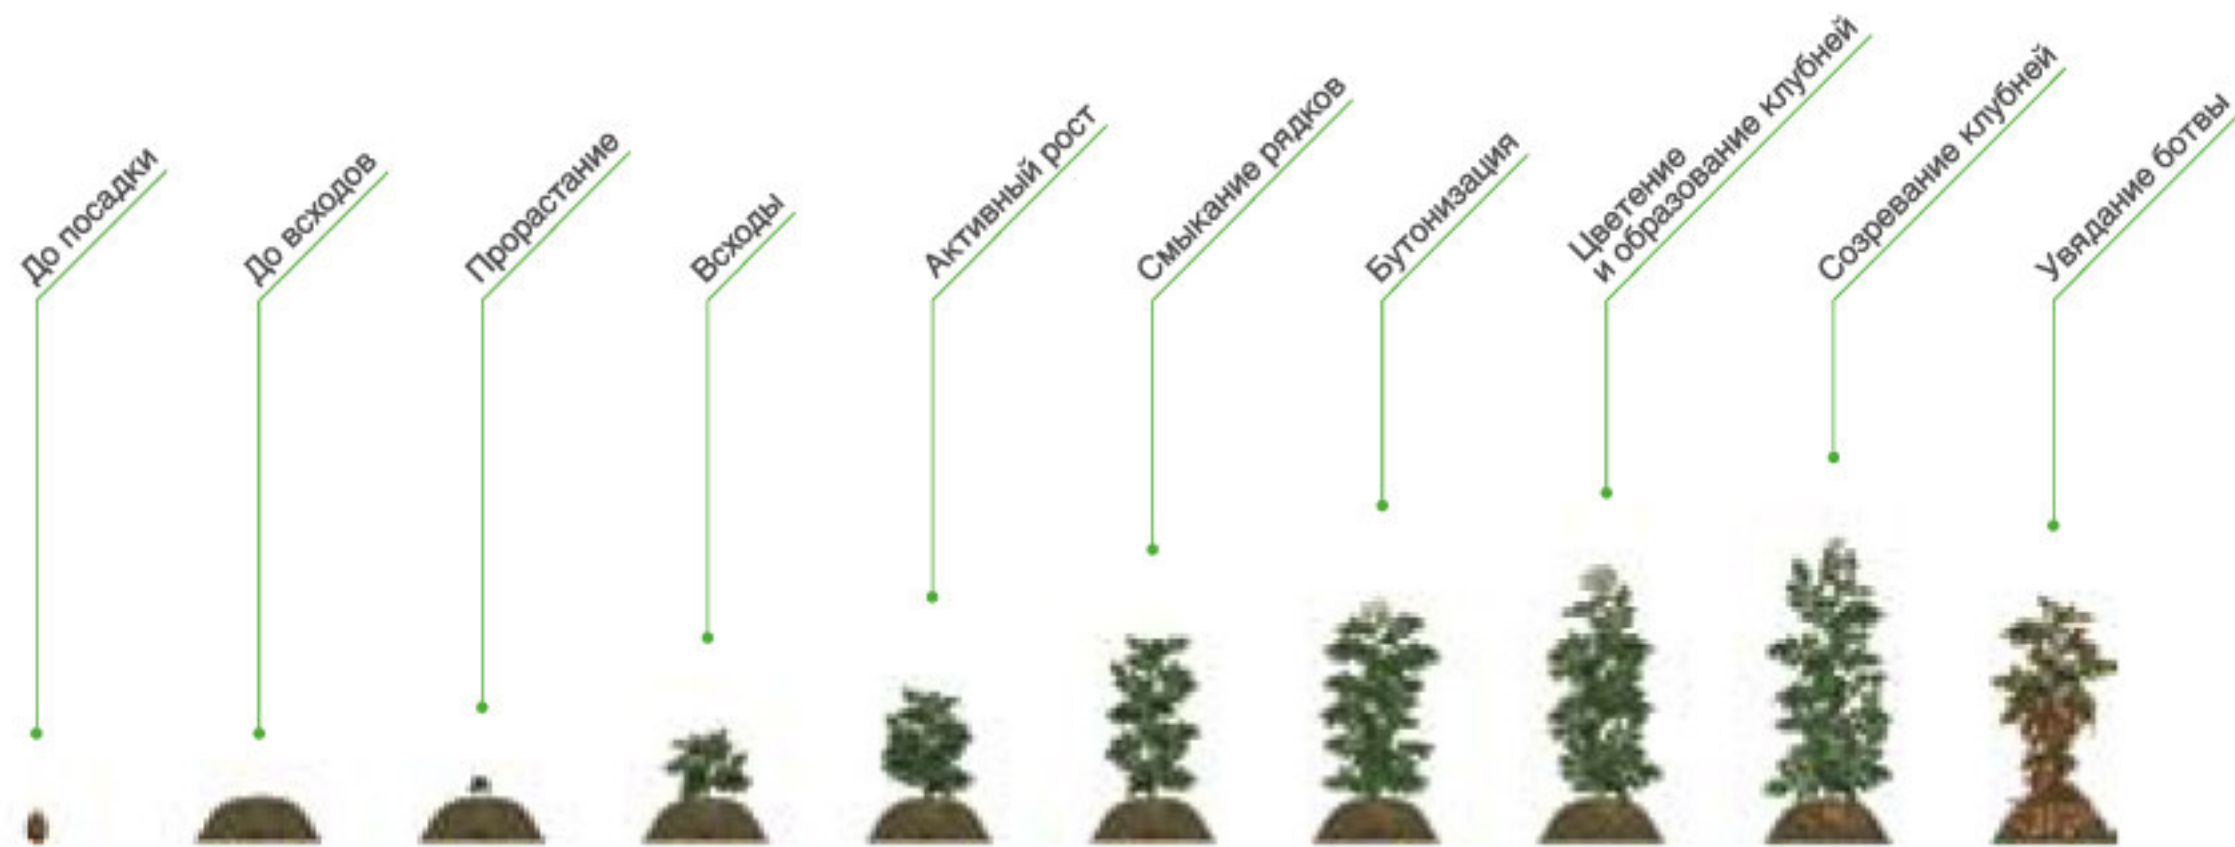 До посадки
До всходов
Прорастание
Всходы
Активный рост
Смыкание рядков
Бутонизация
Цветение
и образование клубней
Созревание клубней
Увядание ботвы